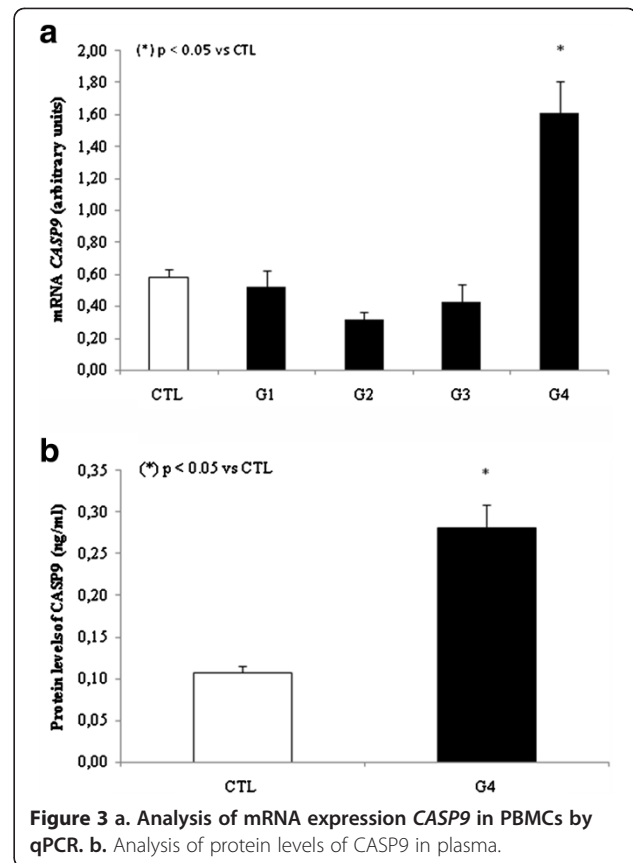 a
2,00
(*) p < 0.05 vs CTL
*
1,80
1,60
1,40
1,20
1,00
0,80
0,60
0,40
0,20
0,00
mRNA CASP9 (arbitrary units)
CTL G1 G2 G3 G4
b
0,35
(*) p < 0.05 vs CTL
*
0,30
0,25
0,20
0,15
0,10
0,05
0,00
Protein levels of CASP9 (ng/ml)
CTL G4
Figure 3 a. Analysis of mRNA expression CASP9 in PBMCs by
qPCR. b. Analysis of protein levels of CASP9 in plasma.